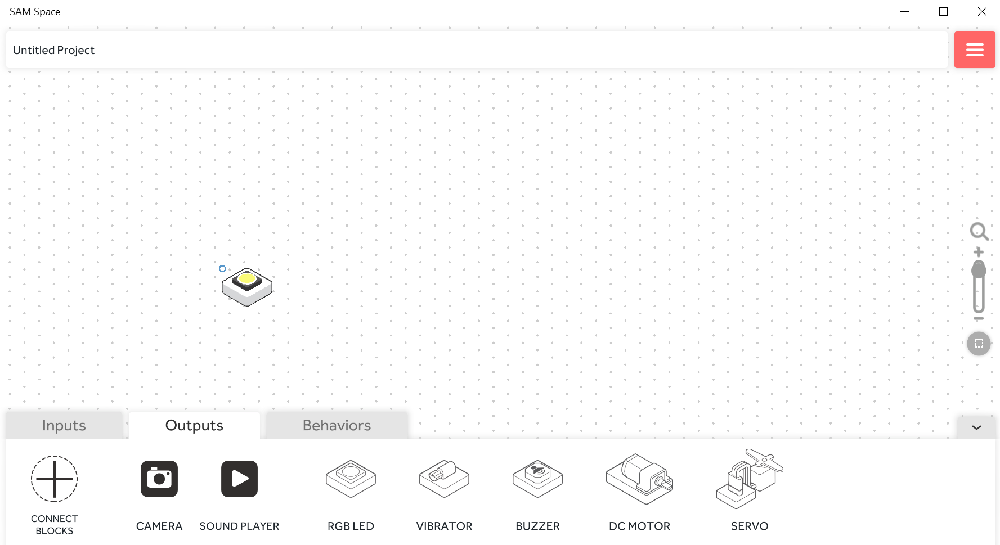 SAM Space
Untitled Project
Inputs
Outputs
Behaviors
CONNECT
BLOCKS
CAMERA
SOUND PLAYER
RGB LED
VIBRATOR
BUZZER
DC MOTOR
SERVO